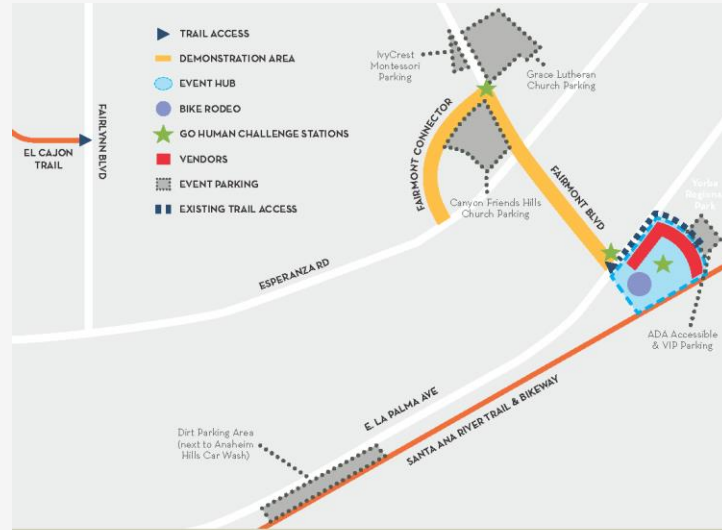 TRAIL ACCESS
DEMONSTRATION AREA
EVENT HUB
BIKE RODEO
GO HUMAN CHALLENGE STATIONS
VENDORS
EVENT PARKING
EXISTING TRAIL ACCESS
IvyCrest
Montessori
Parking
Grace Lutheran
Church Parking
FAIRLYNN BLVD
EL CAJON
TRAIL
FAIRMONT CONNECTOR
FAIRMONT BLVD
Canyon Friends Hills
Church Parking
Yorba
Regional
Park
ESPERANZA RD
ADA Accessible
& VIP Parking
E. LA PALMA AVE
SANTA ANA RIVER TRAIL & BIKEWAY
Dirt Parking Area
(next to Anaheim
Hills Car Wash)